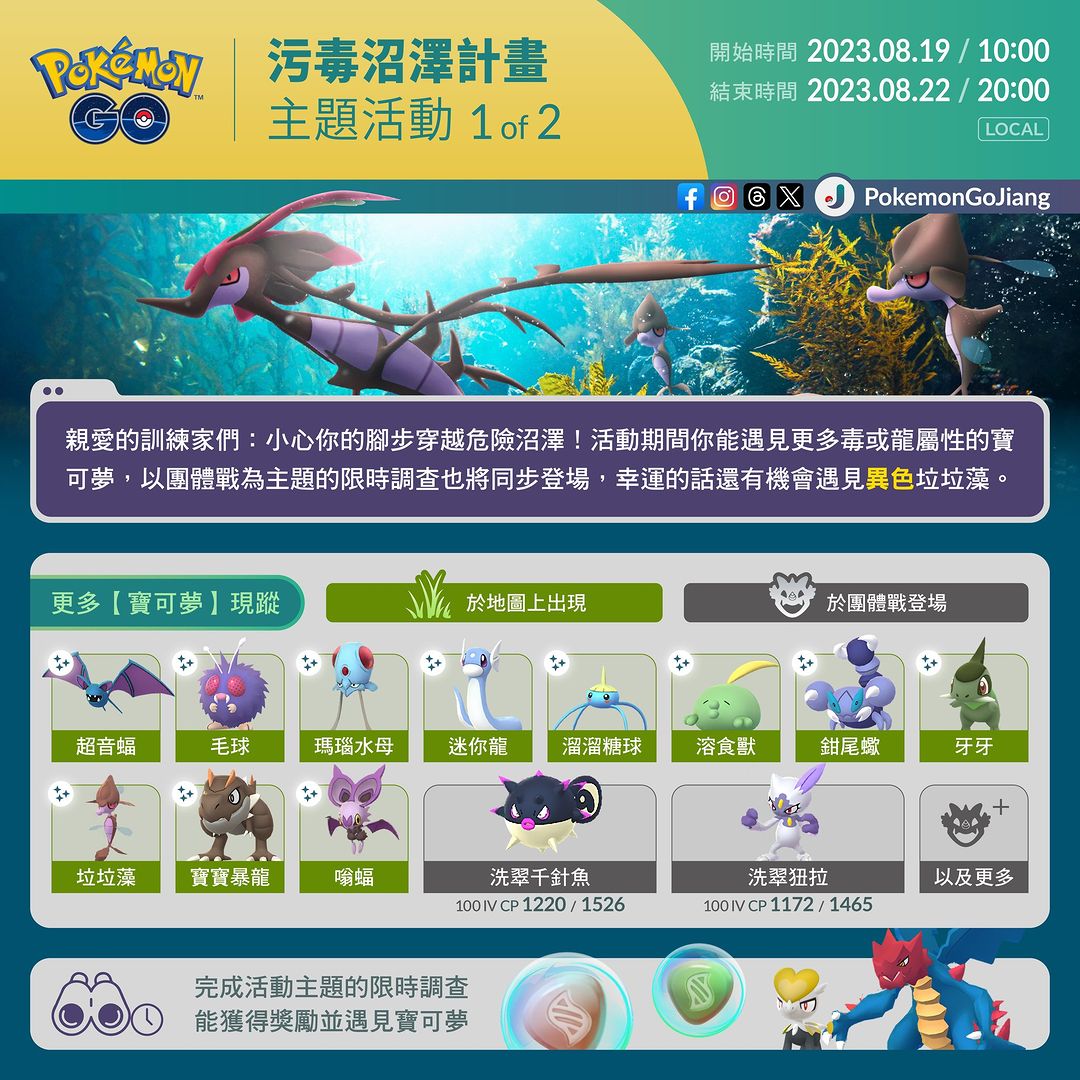 POKÉMON GO TM
污毒沼澤計畫
主題活動 1 of 2
開始時間 2023.08.19 / 10:00
結束時間 2023.08.22 / 20:00
LOCAL
PokemonGoJiang
親愛的訓練家們：小心你的腳步穿越危險沼澤！活動期間你能遇見更多毒或龍屬性的寶
可夢，以團體戰為主題的限時調查也將同步登場，幸運的話還有機會遇見異色垃垃藻。
更多【寶可夢】現蹤
於地圖上出現
於團體戰登場
超音蝠 毛球 瑪瑙水母 迷你龍 溜溜糖球 溶食獸 鉗尾蠍 牙牙
垃垃藻 寶寶暴龍 嗡蝠 洗翠千針魚 洗翠狃拉 以及更多
100 IV CP 1220 / 1526 100 IV CP 1172 / 1465
完成活動主題的限時調查
能獲得獎勵並遇見寶可夢